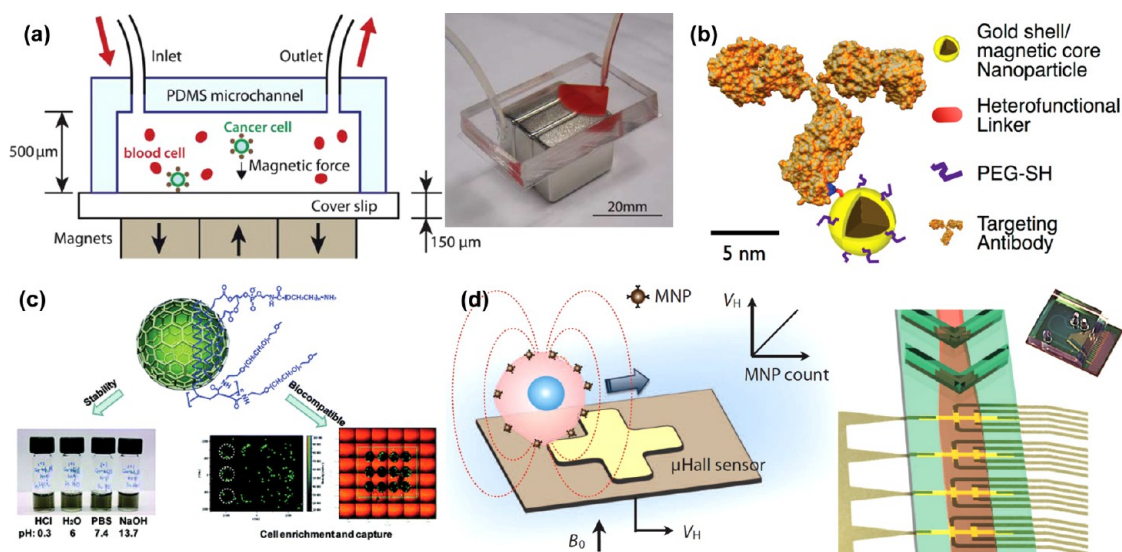 (a)
Inlet
Outlet
PDMS microchannel
500 µm
Cancer cell
blood cell
Magnetic force
Cover slip
Magnets
150 µm
20mm
(b)
Gold shell/
magnetic core
Nanoparticle
Heterofunctional
Linker
PEG-SH
Targeting
Antibody
5 nm
(c)
Stability
Biocompatible
HCl H₂O PBS NaOH
pH: 0.3 6 7.4 13.7
Cell enrichment and capture
(d)
MNP
V_H
MNP count
µHall sensor
B₀
V_H